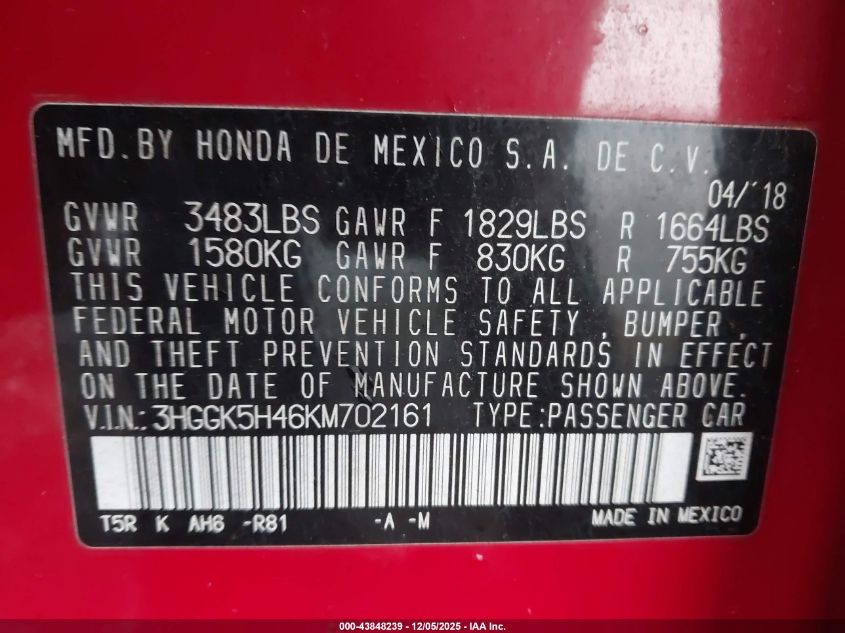 MFD.BY HONDA DE MEXICO S.A. DE C.V.
04/'18
GVWR 3483LBS GAWR F 1829LBS R 1664LBS
GVWR 1580KG GAWR F 830KG R 755KG
THIS VEHICLE CONFORMS TO ALL APPLICABLE
FEDERAL MOTOR VEHICLE SAFETY, BUMPER,
AND THEFT PREVENTION STANDARDS IN EFFECT
ON THE DATE OF MANUFACTURE SHOWN ABOVE.
V.I.N.: 3HGGK5H46KM702161 TYPE:PASSENGER CAR
T5R K AH6 -R81 -A -M MADE IN MEXICO
000-43848239 - 12/05/2025 - IAA Inc.